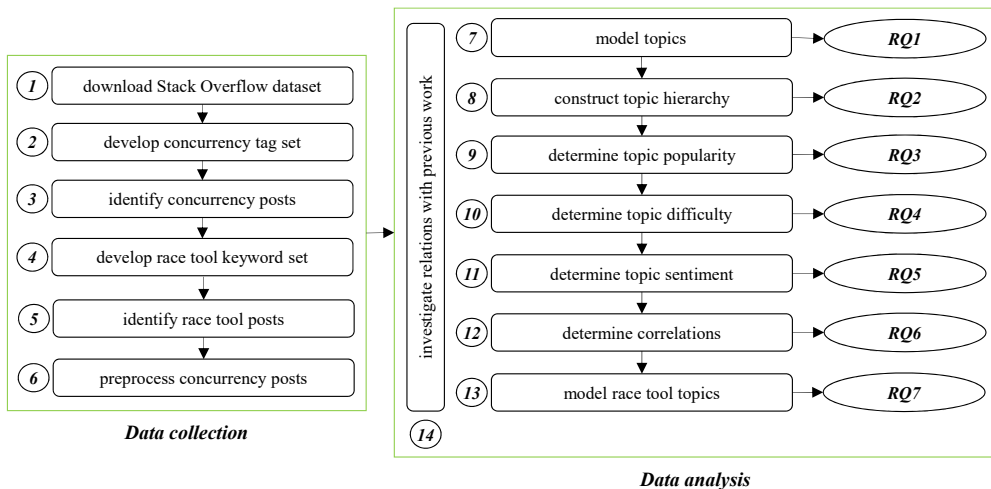 1 download Stack Overflow dataset
2 develop concurrency tag set
3 identify concurrency posts
4 develop race tool keyword set
5 identify race tool posts
6 preprocess concurrency posts
Data collection
investigate relations with previous work
14
7 model topics RQ1
8 construct topic hierarchy RQ2
9 determine topic popularity RQ3
10 determine topic difficulty RQ4
11 determine topic sentiment RQ5
12 determine correlations RQ6
13 model race tool topics RQ7
Data analysis